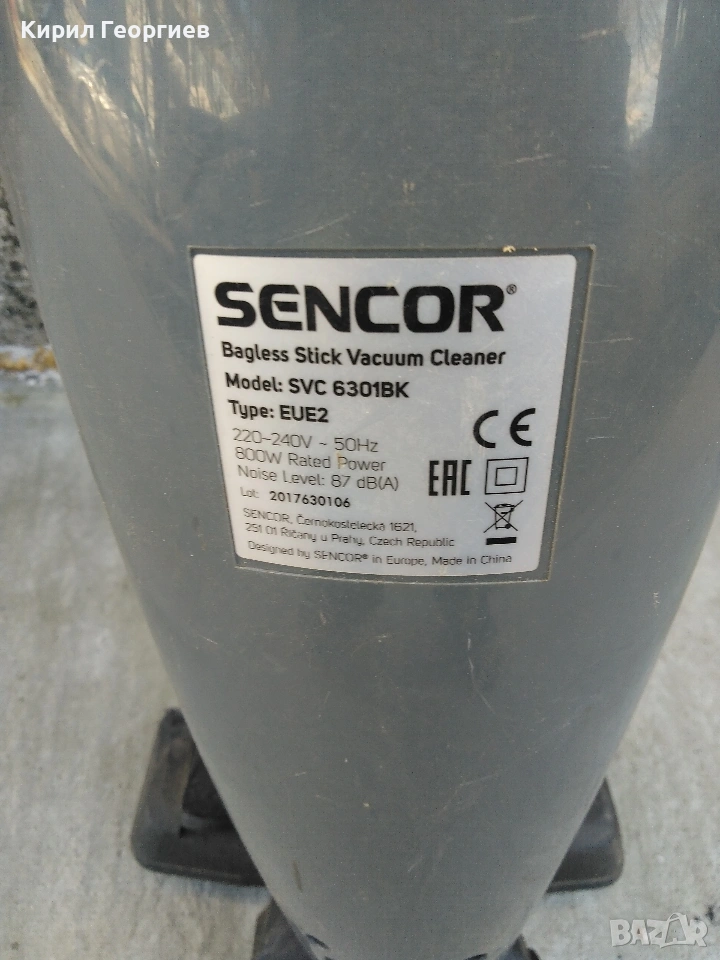 Кирил Георгиев
SENCOR®
Bagless Stick Vacuum Cleaner
Model: SVC 6301BK
Type: EUE2
220-240V ~ 50Hz
800W Rated Power
Noise Level: 87 dB(A)
Lot: 2017630106
CE
EAC
SENCOR, Černokostelecká 1621,
251 01 Říčany u Prahy, Czech Republic
Designed by SENCOR® in Europe, Made in China
BAZAR